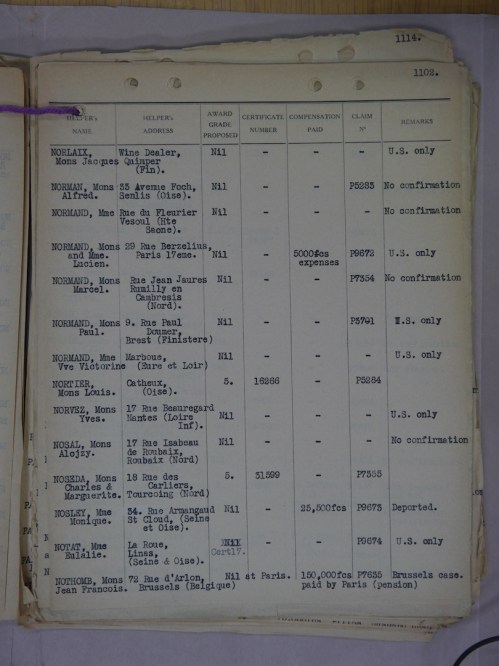 1114.
1102.
HELPER's NAME HELPER's ADDRESS AWARD GRADE PROPOSED CERTIFICATE NUMBER COMPENSATION PAID CLAIM Nº REMARKS
NORLAIX, Wine Dealer, Nil - - - U.S. only
Mons Jacques Quimper
(Fin).
NORMAN, Mons 33 Avenue Foch, Nil - - P5283 No confirmation
Alfred. Senlis (Oise).
NORMAND, Mme Rue du Fleurier Nil - - - No confirmation
Vesoul (Hte
Saone).
NORMAND, Mons 29 Rue Berzelius, Nil - 5000fcs P9672 U.S. only
and Mme. Paris 17eme. expenses
Lucien.
NORMAND, Mons Rue Jean Jaures Nil - - P7354 No confirmation
Marcel. Rumilly en
Cambresis
(Nord).
NORMAND, Mons 9. Rue Paul Nil - - P3791 U.S. only
Paul. Doumer,
Brest (Finistere)
NORMAND, Mme Marboue, Nil - - - U.S. only
Vve Victorine (Eure et Loir)
NORTIER, Catheux, 5. 16266 - P5284
Mons Louis. (Oise).
NORVEZ, Mons 17 Rue Beauregard Nil - - - U.S. only
Yves. Nantes (Loire
Inf).
NOSAL, Mons 17 Rue Isabeau Nil - - - No confirmation
Alojzy. de Roubaix,
Roubaix (Nord)
NOSEDA, Mons 18 Rue des 5. 31599 - P7355
Charles & Carliers,
Marguerite. Tourcoing (Nord)
NOSLEY, Mme 34. Rue Armangaud Nil - 25,500fcs P9673 Deported.
Monique. St Cloud, (Seine
et Oise).
NOTAT, Mme La Roue, Nil - - P9674 U.S. only
Eulalie. Linas, Cert17.
(Seine & Oise).
NOTHOMB, Mons 72 Rue d'Arlon, Nil at Paris. 150,000fcs P7635 Brussels case.
Jean Francois. Brussels (Belgique) paid by Paris (pension)